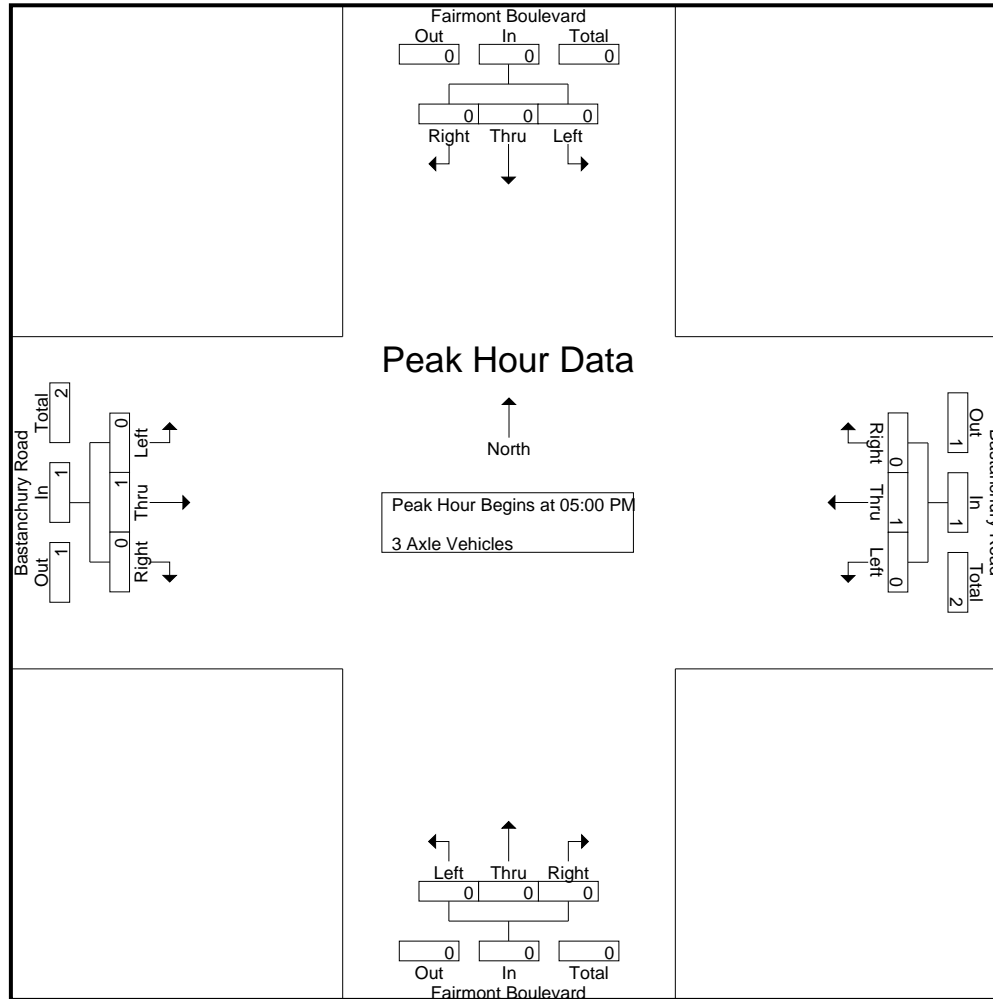 Fairmont Boulevard
Out In Total
0 0 0
0 0 0
Right Thru Left
Peak Hour Data
North
Peak Hour Begins at 05:00 PM
3 Axle Vehicles
Bastanchury Road
Out In Total
1 1 2
0 1 0
Left Thru Right
Bastanchury Road
Out In Total
1 1 2
0 1 0
Right Thru Left
Left Thru Right
0 0 0
0 0 0
Out In Total
Fairmont Boulevard